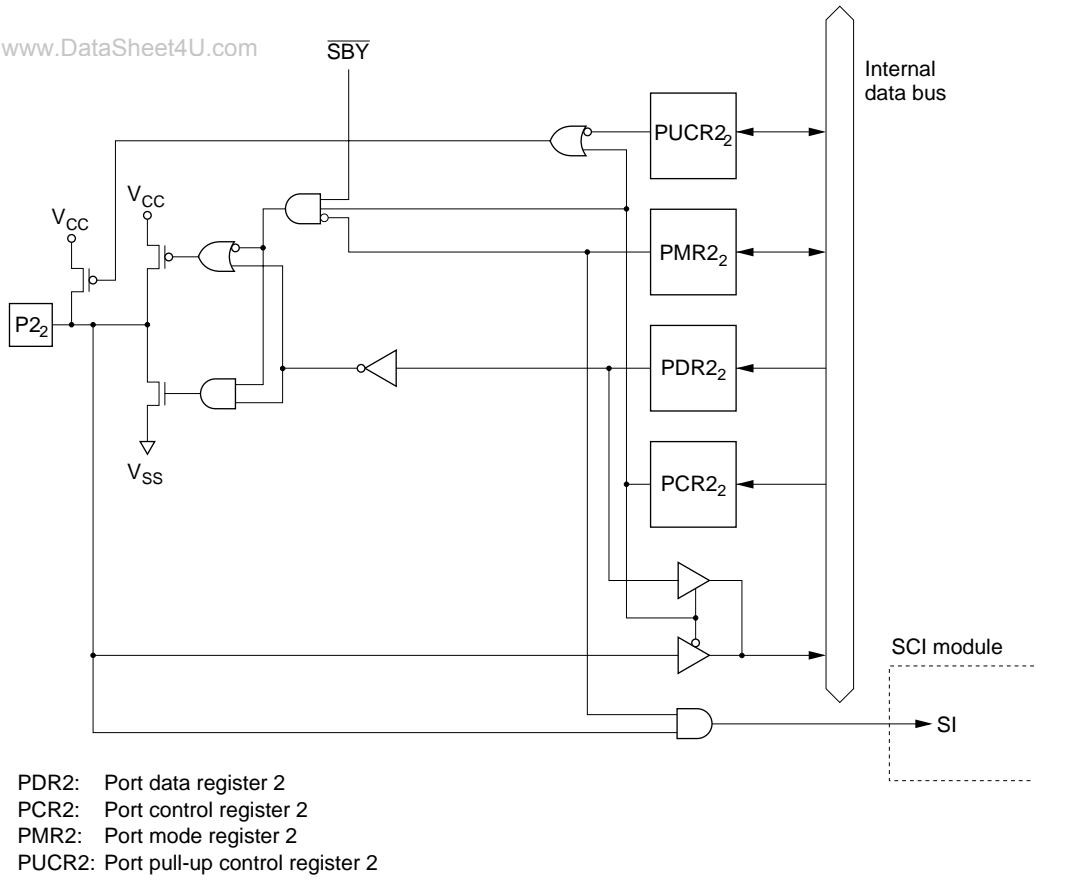 www.DataSheet4U.com
SBY
Internal
data bus
PUCR2₂
VCC
VCC
PMR2₂
P2₂
PDR2₂
VSS
PCR2₂
SCI module
SI
PDR2: Port data register 2
PCR2: Port control register 2
PMR2: Port mode register 2
PUCR2: Port pull-up control register 2